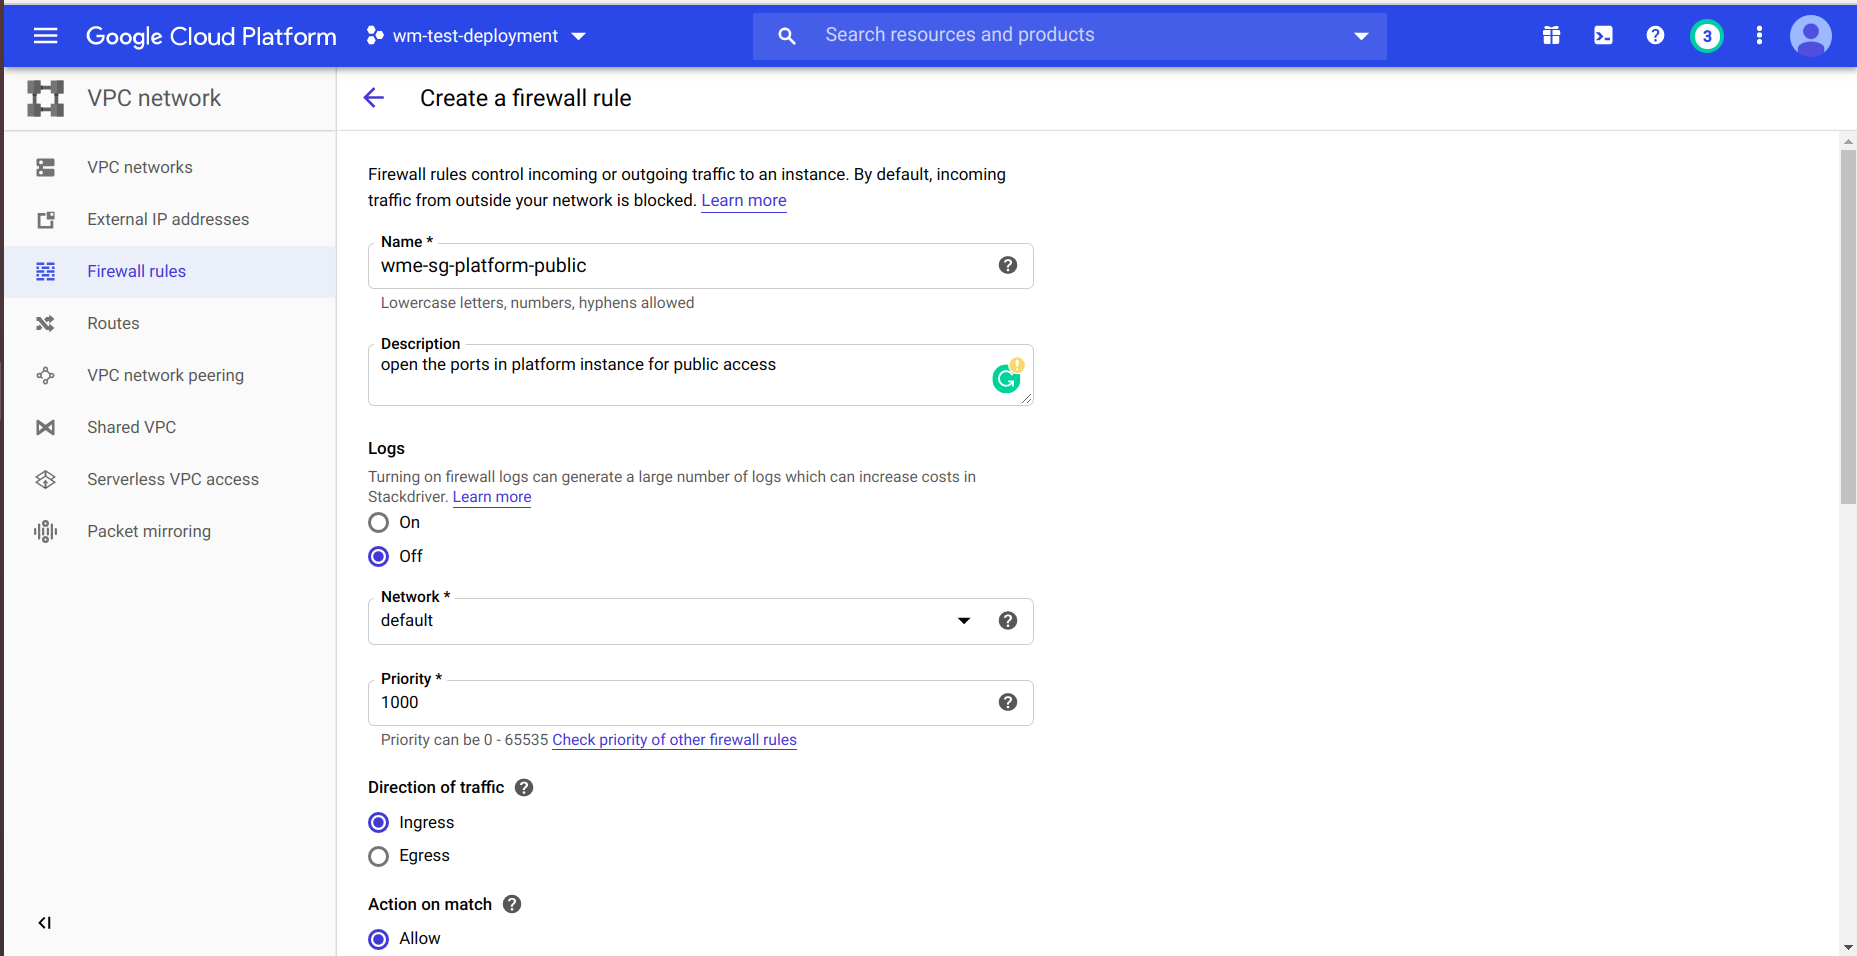 Google Cloud Platform
wm-test-deployment
Search resources and products
3
VPC network
Create a firewall rule
VPC networks
External IP addresses
Firewall rules
Routes
VPC network peering
Shared VPC
Serverless VPC access
Packet mirroring
Firewall rules control incoming or outgoing traffic to an instance. By default, incoming
traffic from outside your network is blocked. Learn more
Name *
wme-sg-platform-public
Lowercase letters, numbers, hyphens allowed
Description
open the ports in platform instance for public access
Logs
Turning on firewall logs can generate a large number of logs which can increase costs in
Stackdriver. Learn more
On
Off
Network *
default
Priority *
1000
Priority can be 0 - 65535 Check priority of other firewall rules
Direction of traffic
Ingress
Egress
Action on match
Allow